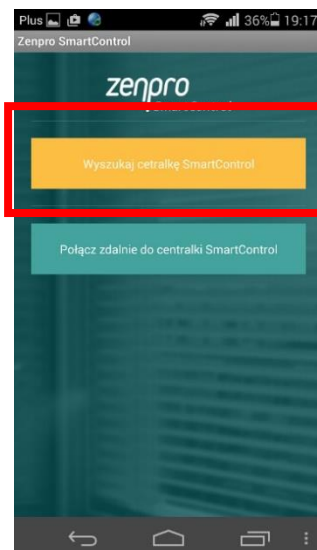 Plus 36% 19:17
Zenpro SmartControl
zenpro
Wyszukaj cetralkę SmartControl
Połącz zdalnie do centralki SmartControl